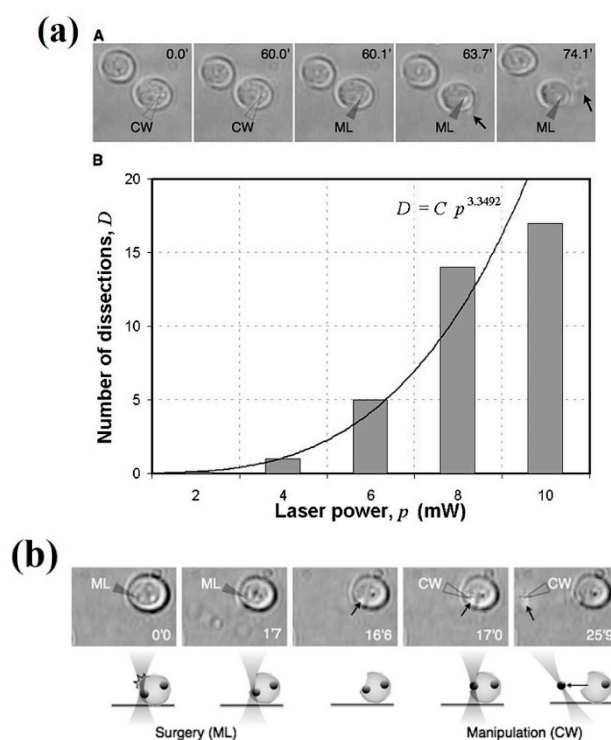 (a)
A
0.0' 60.0' 60.1' 63.7' 74.1'
CW CW ML ML ML
B
20
D = C p^3.3492
15
10
5
0
Number of dissections, D
2 4 6 8 10
Laser power, p (mW)
(b)
ML ML CW CW
0'0 1'7 16'6 17'0 25'9
Surgery (ML) Manipulation (CW)